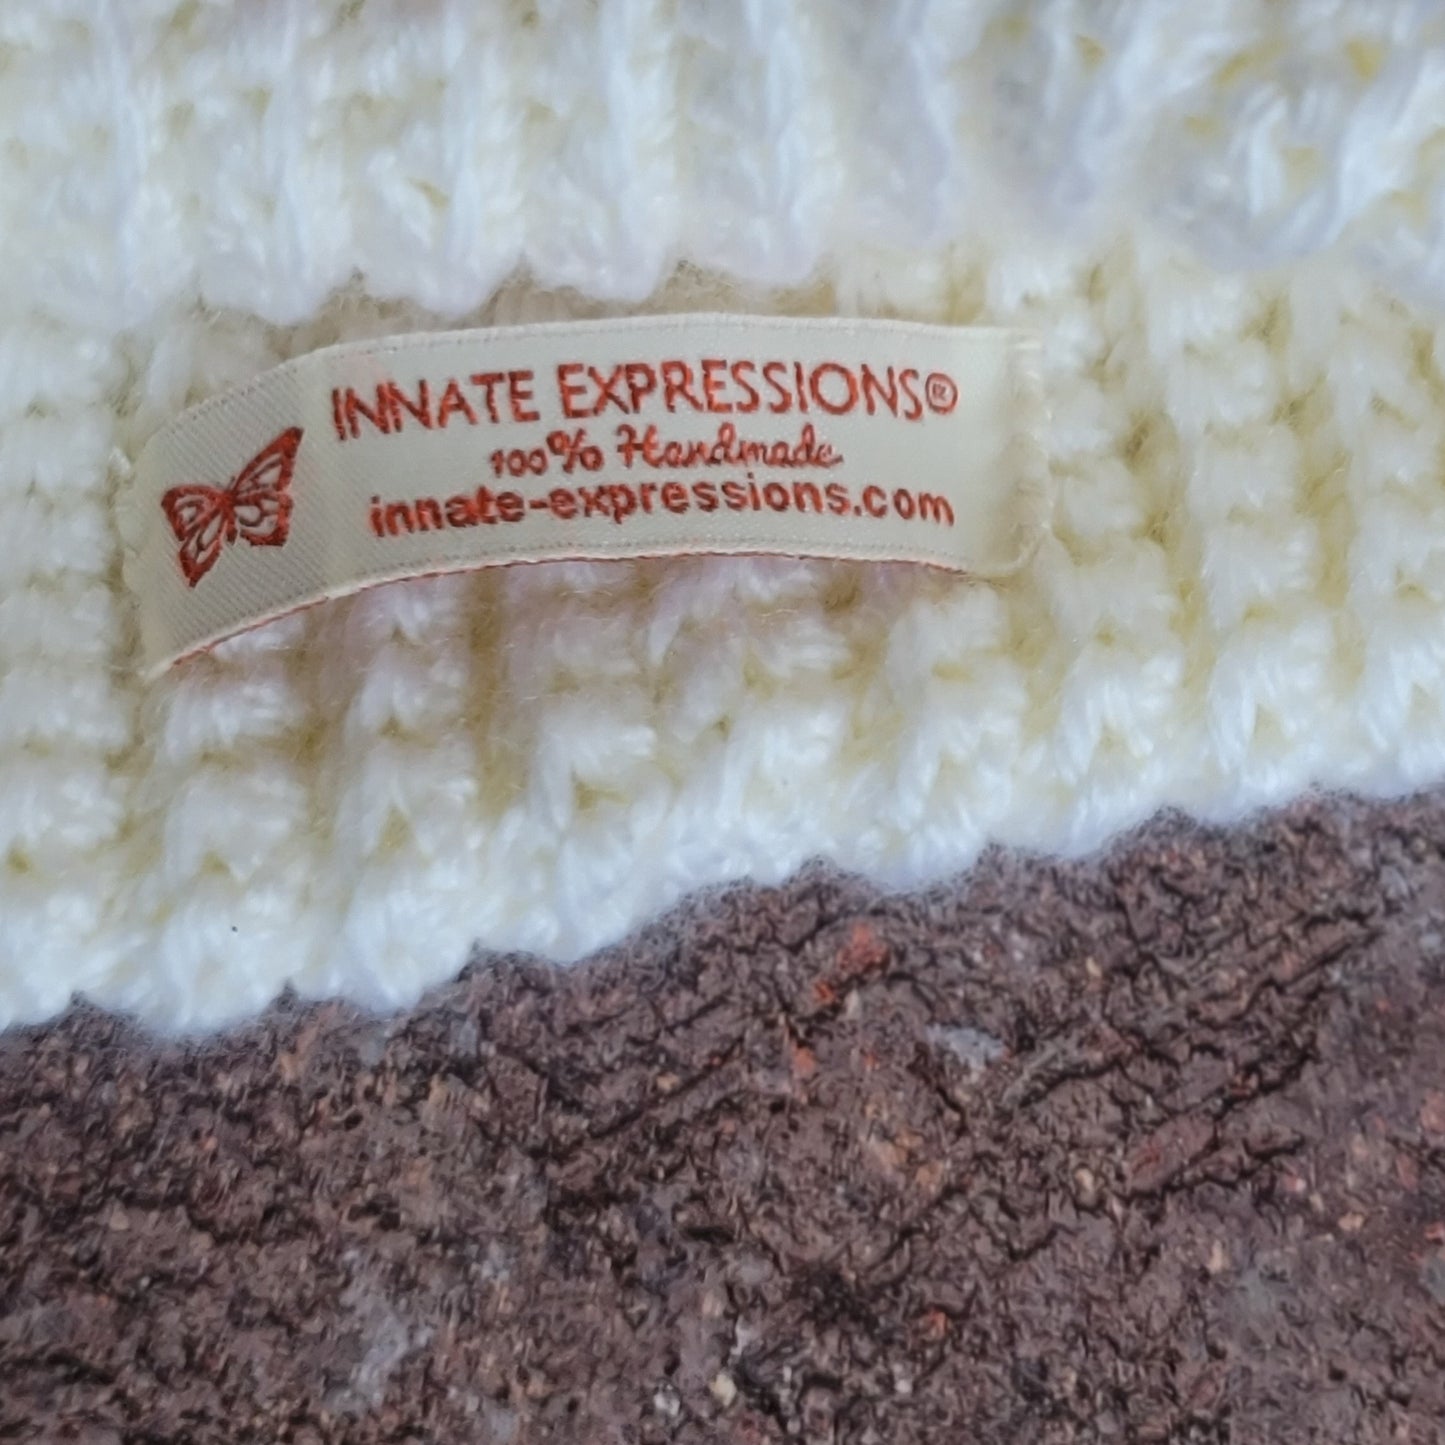 INNATE EXPRESSIONS®
100% Handmade
innate-expressions.com